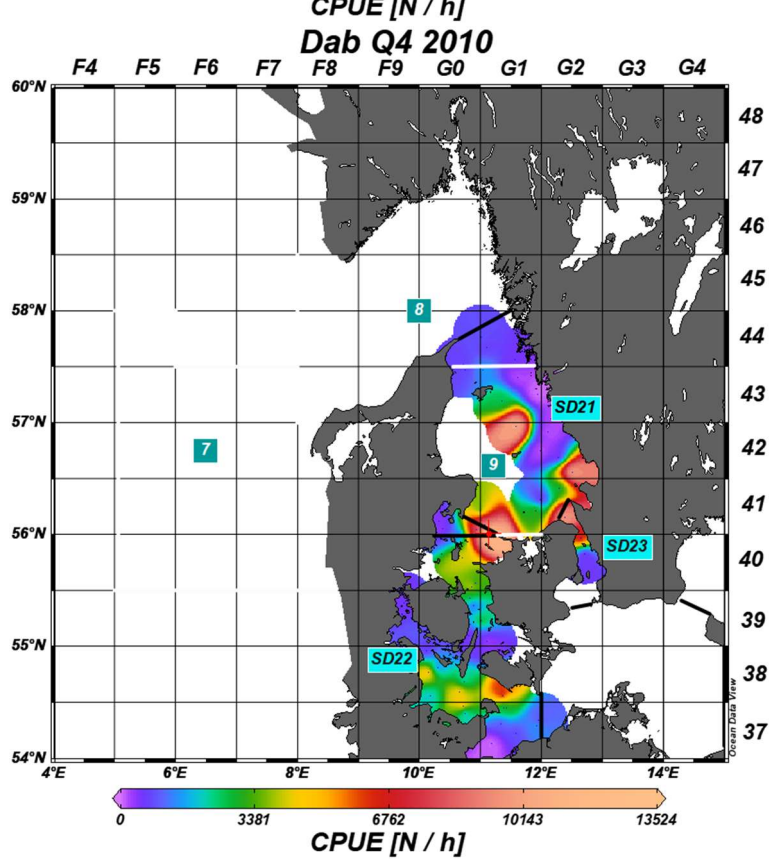 CPUE [N / h]
Dab Q4 2010
F4 F5 F6 F7 F8 F9 G0 G1 G2 G3 G4
60°N
48
47
59°N
46
45
58°N
8
44
43
SD21
57°N
7
42
9
41
56°N
SD23
40
39
55°N
SD22
38
37
54°N
Ocean Data View
4°E 6°E 8°E 10°E 12°E 14°E
0 3381 6762 10143 13524
CPUE [N / h]